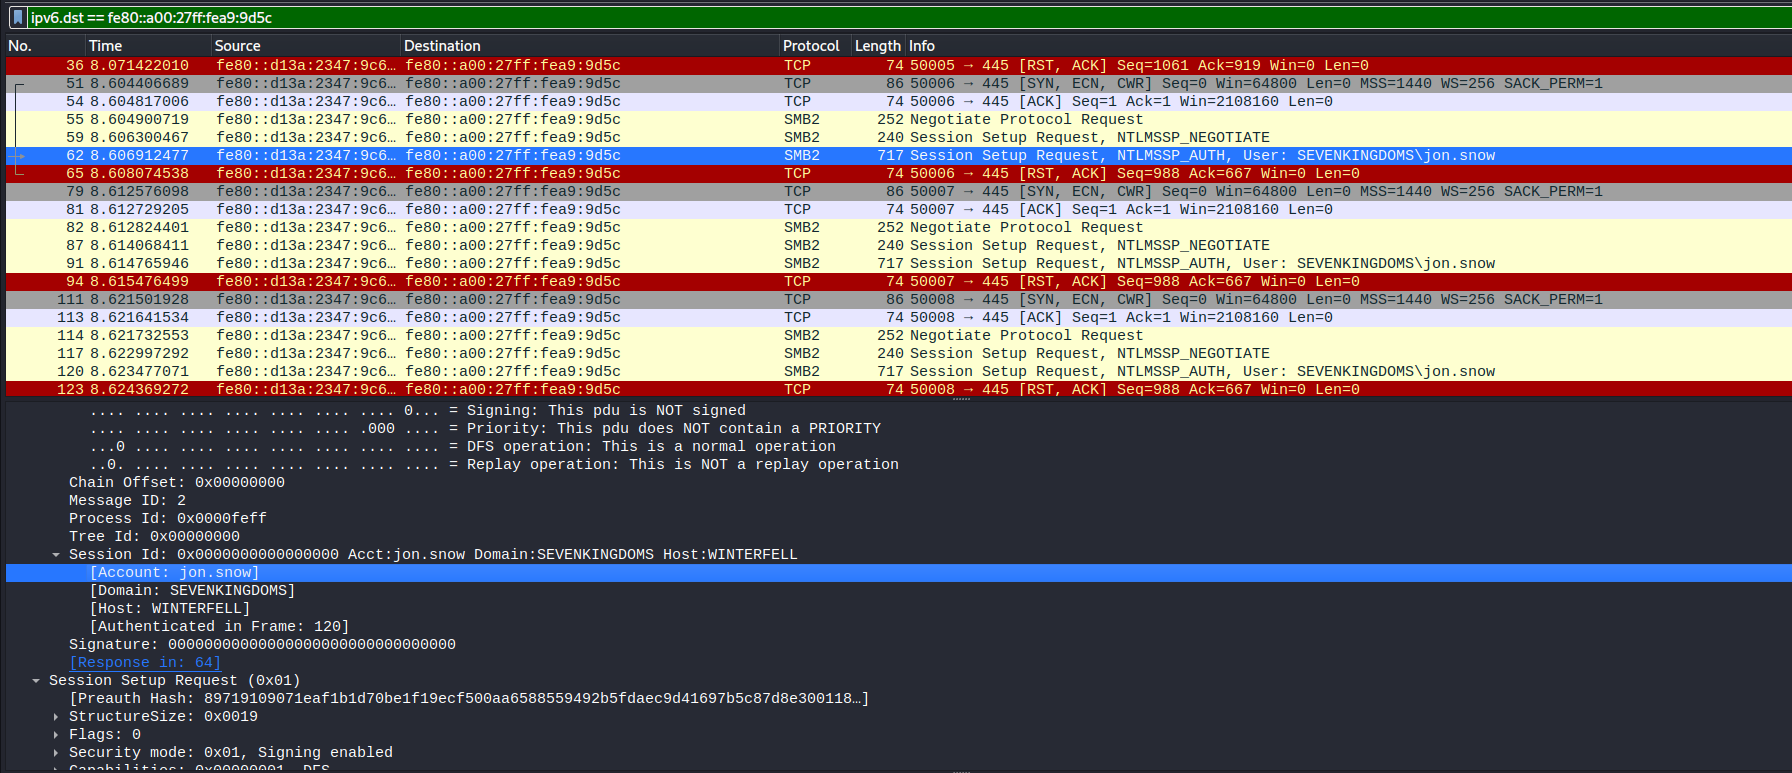 ipv6.dst == fe80::a00:27ff:fea9:9d5c
No. Time Source Destination Protocol Length Info
36 8.071422010 fe80::d13a:2347:9c6… fe80::a00:27ff:fea9:9d5c TCP 74 50005 → 445 [RST, ACK] Seq=1061 Ack=919 Win=0 Len=0
51 8.604406689 fe80::d13a:2347:9c6… fe80::a00:27ff:fea9:9d5c TCP 86 50006 → 445 [SYN, ECN, CWR] Seq=0 Win=64800 Len=0 MSS=1440 WS=256 SACK_PERM=1
54 8.604817006 fe80::d13a:2347:9c6… fe80::a00:27ff:fea9:9d5c TCP 74 50006 → 445 [ACK] Seq=1 Ack=1 Win=2108160 Len=0
55 8.604900719 fe80::d13a:2347:9c6… fe80::a00:27ff:fea9:9d5c SMB2 252 Negotiate Protocol Request
59 8.606300467 fe80::d13a:2347:9c6… fe80::a00:27ff:fea9:9d5c SMB2 240 Session Setup Request, NTLMSSP_NEGOTIATE
62 8.606912477 fe80::d13a:2347:9c6… fe80::a00:27ff:fea9:9d5c SMB2 717 Session Setup Request, NTLMSSP_AUTH, User: SEVENKINGDOMS\jon.snow
65 8.608074538 fe80::d13a:2347:9c6… fe80::a00:27ff:fea9:9d5c TCP 74 50006 → 445 [RST, ACK] Seq=988 Ack=667 Win=0 Len=0
79 8.612576098 fe80::d13a:2347:9c6… fe80::a00:27ff:fea9:9d5c TCP 86 50007 → 445 [SYN, ECN, CWR] Seq=0 Win=64800 Len=0 MSS=1440 WS=256 SACK_PERM=1
81 8.612729205 fe80::d13a:2347:9c6… fe80::a00:27ff:fea9:9d5c TCP 74 50007 → 445 [ACK] Seq=1 Ack=1 Win=2108160 Len=0
82 8.612824401 fe80::d13a:2347:9c6… fe80::a00:27ff:fea9:9d5c SMB2 252 Negotiate Protocol Request
87 8.614068411 fe80::d13a:2347:9c6… fe80::a00:27ff:fea9:9d5c SMB2 240 Session Setup Request, NTLMSSP_NEGOTIATE
91 8.614765946 fe80::d13a:2347:9c6… fe80::a00:27ff:fea9:9d5c SMB2 717 Session Setup Request, NTLMSSP_AUTH, User: SEVENKINGDOMS\jon.snow
94 8.615476499 fe80::d13a:2347:9c6… fe80::a00:27ff:fea9:9d5c TCP 74 50007 → 445 [RST, ACK] Seq=988 Ack=667 Win=0 Len=0
111 8.621501928 fe80::d13a:2347:9c6… fe80::a00:27ff:fea9:9d5c TCP 86 50008 → 445 [SYN, ECN, CWR] Seq=0 Win=64800 Len=0 MSS=1440 WS=256 SACK_PERM=1
113 8.621641534 fe80::d13a:2347:9c6… fe80::a00:27ff:fea9:9d5c TCP 74 50008 → 445 [ACK] Seq=1 Ack=1 Win=2108160 Len=0
114 8.621732553 fe80::d13a:2347:9c6… fe80::a00:27ff:fea9:9d5c SMB2 252 Negotiate Protocol Request
117 8.622997292 fe80::d13a:2347:9c6… fe80::a00:27ff:fea9:9d5c SMB2 240 Session Setup Request, NTLMSSP_NEGOTIATE
120 8.623477071 fe80::d13a:2347:9c6… fe80::a00:27ff:fea9:9d5c SMB2 717 Session Setup Request, NTLMSSP_AUTH, User: SEVENKINGDOMS\jon.snow
123 8.624369272 fe80::d13a:2347:9c6… fe80::a00:27ff:fea9:9d5c TCP 74 50008 → 445 [RST, ACK] Seq=988 Ack=667 Win=0 Len=0
.... .... .... .... .... .... .... 0... = Signing: This pdu is NOT signed
.... .... .... .... .... .... .000 .... = Priority: This pdu does NOT contain a PRIORITY
...0 .... .... .... .... .... .... .... = DFS operation: This is a normal operation
..0. .... .... .... .... .... .... .... = Replay operation: This is NOT a replay operation
Chain Offset: 0x00000000
Message ID: 2
Process Id: 0x0000feff
Tree Id: 0x00000000
Session Id: 0x0000000000000000 Acct:jon.snow Domain:SEVENKINGDOMS Host:WINTERFELL
[Account: jon.snow]
[Domain: SEVENKINGDOMS]
[Host: WINTERFELL]
[Authenticated in Frame: 120]
Signature: 00000000000000000000000000000000
[Response in: 64]
Session Setup Request (0x01)
[Preauth Hash: 89719109071eaf1b1d70be1f19ecf500aa6588559492b5fdaec9d41697b5c87d8e300118…]
StructureSize: 0x0019
Flags: 0
Security mode: 0x01, Signing enabled
Capabilities: 0x00000001, DFS